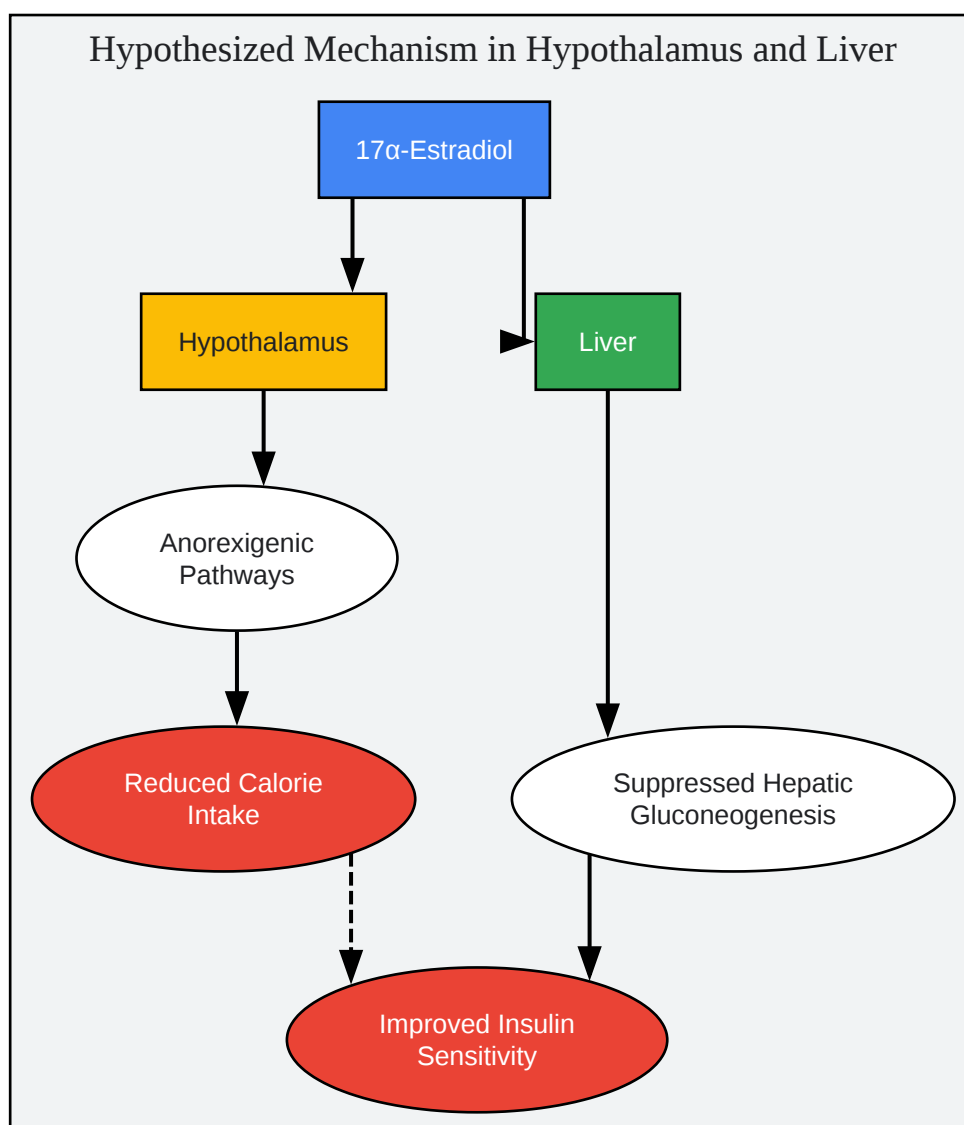 Hypothesized Mechanism in Hypothalamus and Liver
17α-Estradiol
Hypothalamus
Liver
Anorexigenic
Pathways
Reduced Calorie
Intake
Suppressed Hepatic
Gluconeogenesis
Improved Insulin
Sensitivity